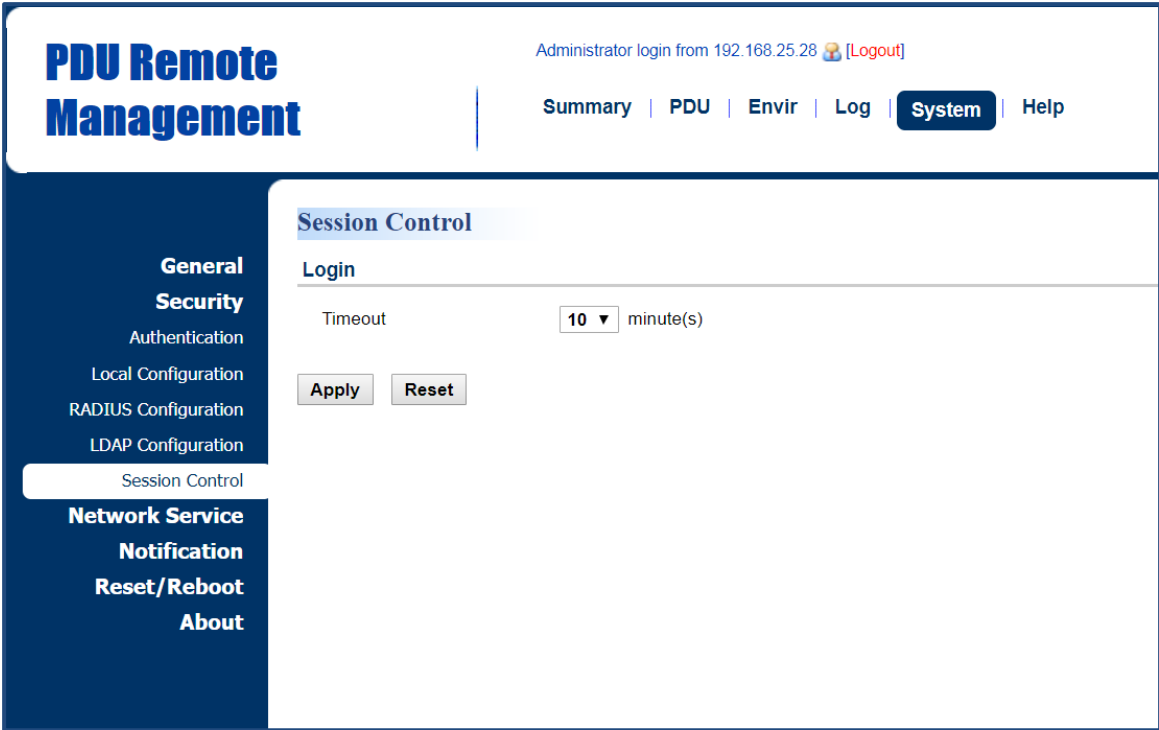 PDU Remote
Management
Administrator login from 192.168.25.28 [Logout]
Summary | PDU | Envir | Log | System | Help
General
Security
Authentication
Local Configuration
RADIUS Configuration
LDAP Configuration
Session Control
Network Service
Notification
Reset/Reboot
About
Session Control
Login
Timeout 10 ▼ minute(s)
Apply Reset